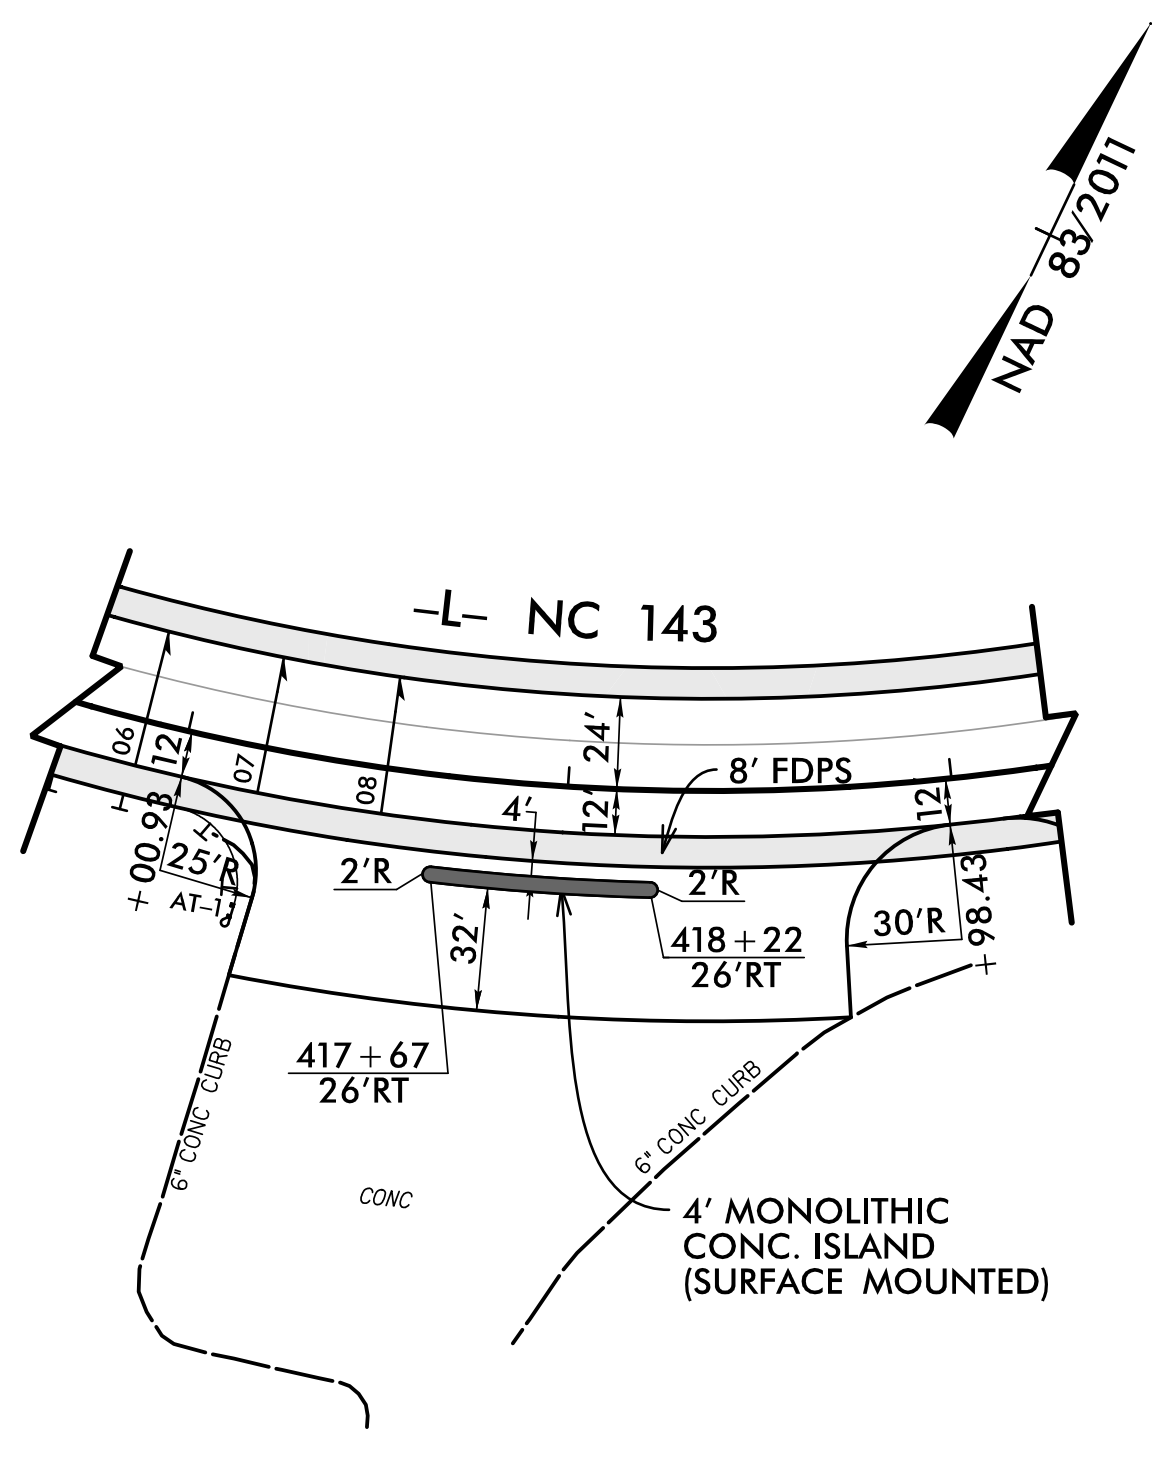 NAD 83/2011
–L– NC 143
06
12'
07
08
24'
12'
8' FDPS
12'
4'
+00.93
25'R
AT–1
2'R
2'R
32'
418+22
26'RT
30'R
+98.43
417+67
26'RT
6" CONC CURB
6" CONC CURB
CONC
4' MONOLITHIC
CONC. ISLAND
(SURFACE MOUNTED)